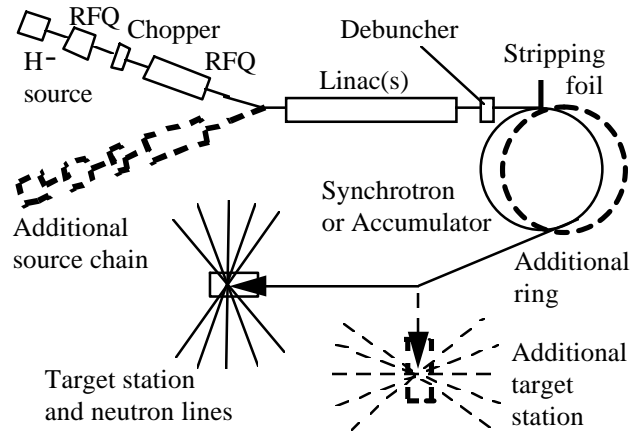 RFQ
Chopper
RFQ
H-
source
Debuncher
Linac(s)
Stripping
foil
Synchrotron
or Accumulator
Additional
source chain
Additional
ring
Target station
and neutron lines
Additional
target
station